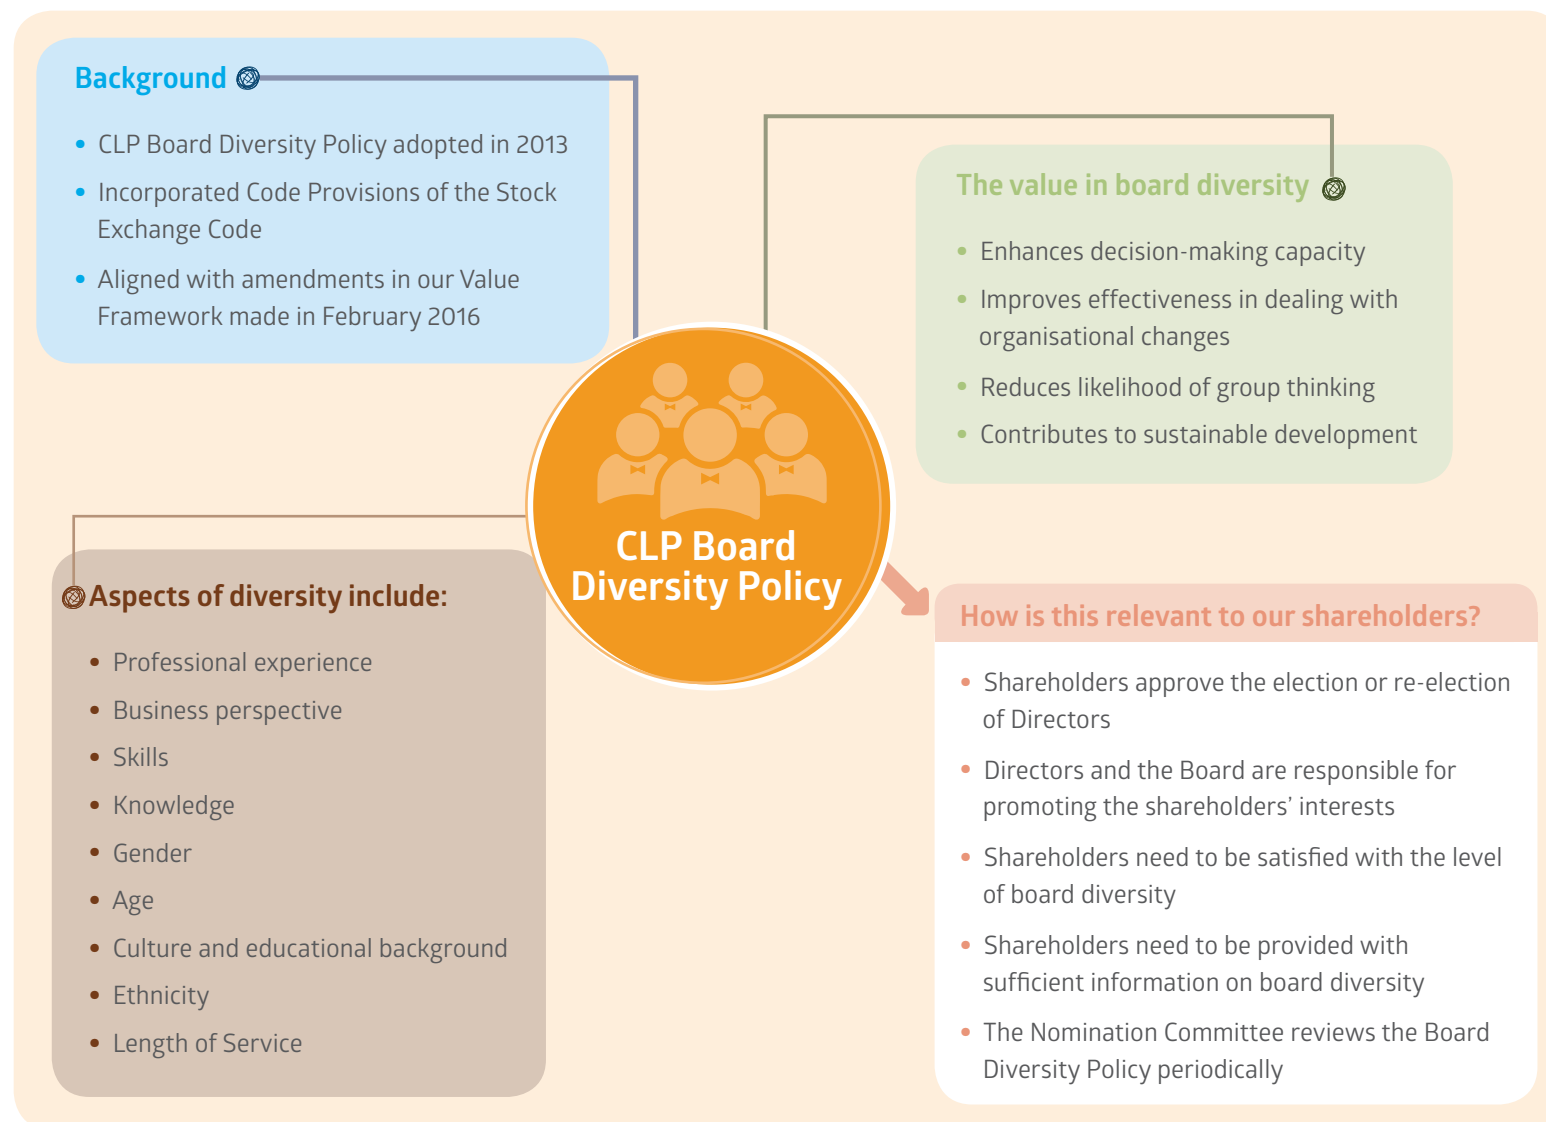 Background
• CLP Board Diversity Policy adopted in 2013
• Incorporated Code Provisions of the Stock
Exchange Code
• Aligned with amendments in our Value
Framework made in February 2016
The value in board diversity
• Enhances decision-making capacity
• Improves effectiveness in dealing with
organisational changes
• Reduces likelihood of group thinking
• Contributes to sustainable development
CLP Board
Diversity Policy
Aspects of diversity include:
• Professional experience
• Business perspective
• Skills
• Knowledge
• Gender
• Age
• Culture and educational background
• Ethnicity
• Length of Service
How is this relevant to our shareholders?
• Shareholders approve the election or re-election
of Directors
• Directors and the Board are responsible for
promoting the shareholders’ interests
• Shareholders need to be satisfied with the level
of board diversity
• Shareholders need to be provided with
sufficient information on board diversity
• The Nomination Committee reviews the Board
Diversity Policy periodically